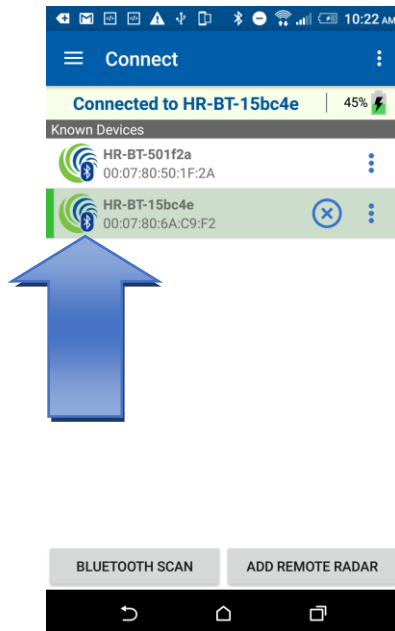 10:22 AM
Connect
Connected to HR-BT-15bc4e
45%
Known Devices
HR-BT-501f2a
00:07:80:50:1F:2A
HR-BT-15bc4e
00:07:80:6A:C9:F2
BLUETOOTH SCAN
ADD REMOTE RADAR